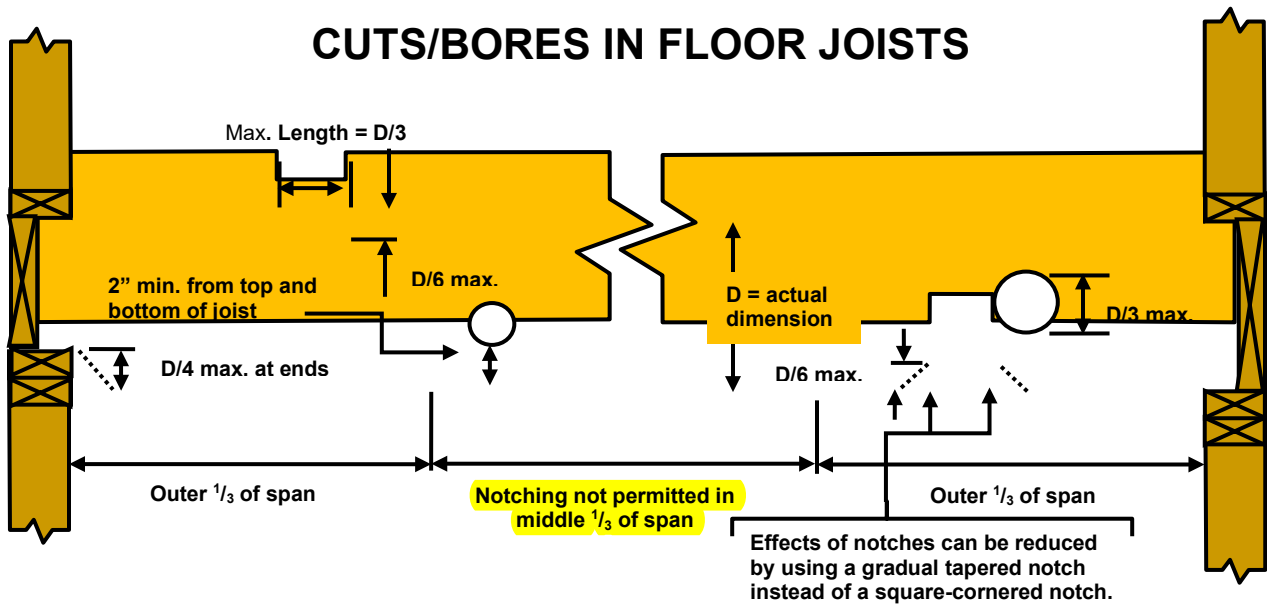 CUTS/BORES IN FLOOR JOISTS
Max. Length = D/3
2” min. from top and
bottom of joist
D/6 max.
D = actual
dimension
D/3 max.
D/4 max. at ends
D/6 max.
Outer 1/3 of span
Notching not permitted in
middle 1/3 of span
Outer 1/3 of span
Effects of notches can be reduced
by using a gradual tapered notch
instead of a square-cornered notch.